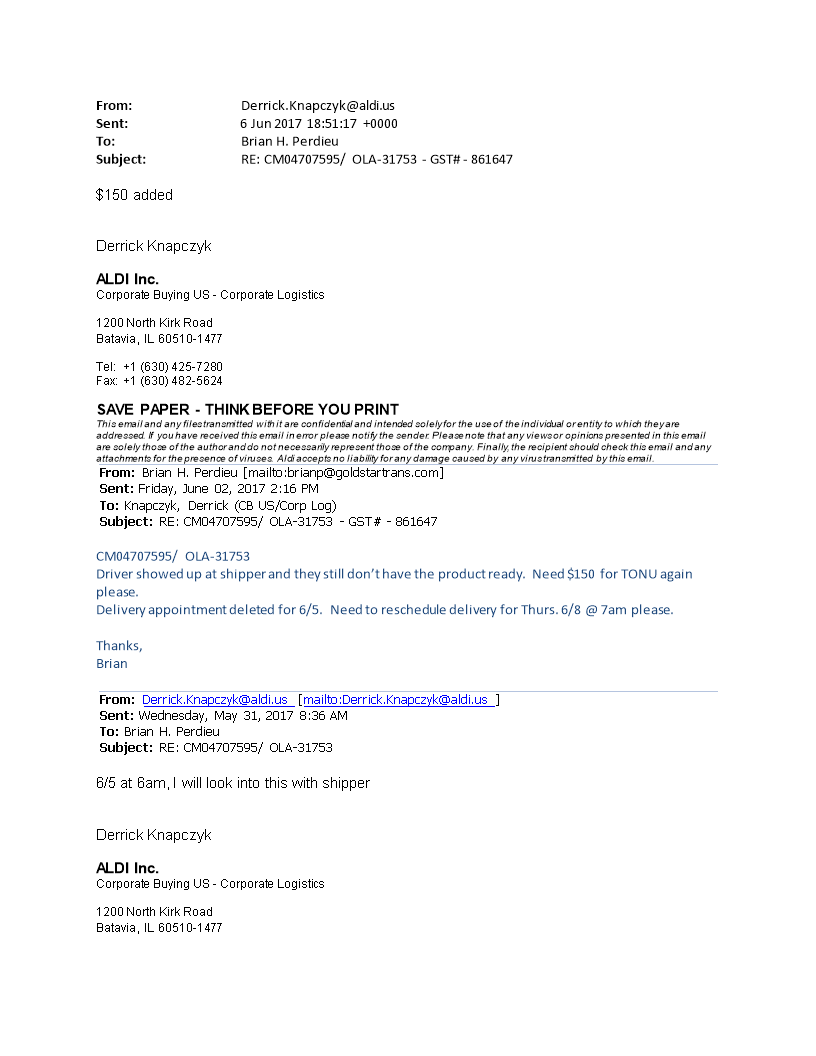 From: Derrick.Knapczyk@aldi.us
Sent: 6 Jun 2017 18:51:17 +0000
To: Brian H. Perdieu
Subject: RE: CM04707595/ OLA-31753 - GST# - 861647
$150 added
Derrick Knapczyk
ALDI Inc.
Corporate Buying US - Corporate Logistics
1200 North Kirk Road
Batavia, IL 60510-1477
Tel: +1 (630) 425-7280
Fax: +1 (630) 482-5624
SAVE PAPER - THINK BEFORE YOU PRINT
This email and any files transmitted with it are confidential and intended solely for the use of the individual or entity to which they are
addressed. If you have received this email in error please notify the sender. Please note that any views or opinions presented in this email
are solely those of the author and do not necessarily represent those of the company. Finally, the recipient should check this email and any
attachments for the presence of viruses. Aldi accepts no liability for any damage caused by any virus transmitted by this email.
From: Brian H. Perdieu [mailto:brianp@goldstartrans.com]
Sent: Friday, June 02, 2017 2:16 PM
To: Knapczyk, Derrick (CB US/Corp Log)
Subject: RE: CM04707595/ OLA-31753 - GST# - 861647
CM04707595/ OLA-31753
Driver showed up at shipper and they still don't have the product ready. Need $150 for TONU again
please.
Delivery appointment deleted for 6/5. Need to reschedule delivery for Thurs. 6/8 @ 7am please.
Thanks,
Brian
From: Derrick.Knapczyk@aldi.us [mailto:Derrick.Knapczyk@aldi.us ]
Sent: Wednesday, May 31, 2017 8:36 AM
To: Brian H. Perdieu
Subject: RE: CM04707595/ OLA-31753
6/5 at 6am, I will look into this with shipper
Derrick Knapczyk
ALDI Inc.
Corporate Buying US - Corporate Logistics
1200 North Kirk Road
Batavia, IL 60510-1477